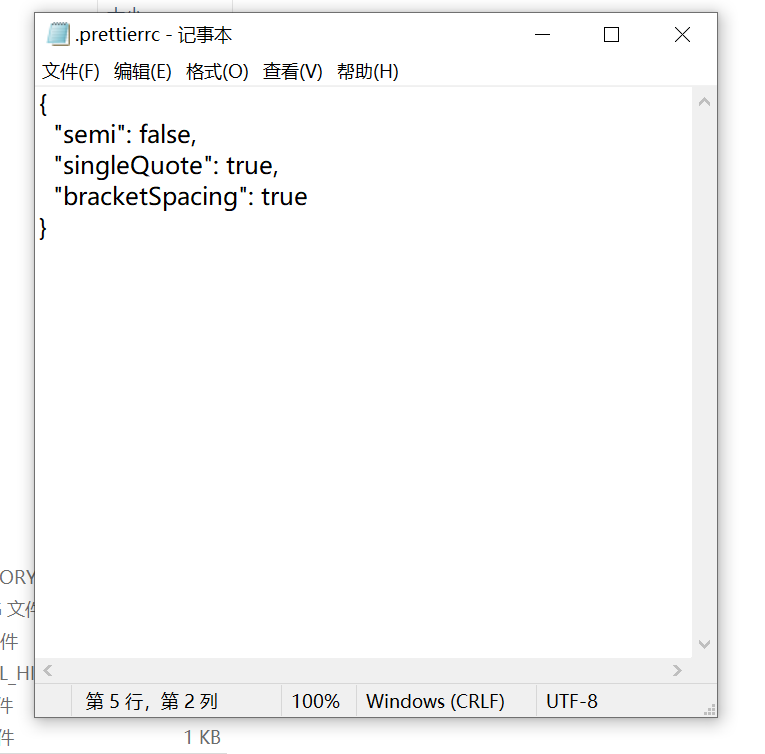 .prettierrc - 记事本
文件(F) 编辑(E) 格式(O) 查看(V) 帮助(H)
{
  "semi": false,
  "singleQuote": true,
  "bracketSpacing": true
}
ORY
文件
件
L_HI
件
件 1 KB
第 5 行，第 2 列 100% Windows (CRLF) UTF-8